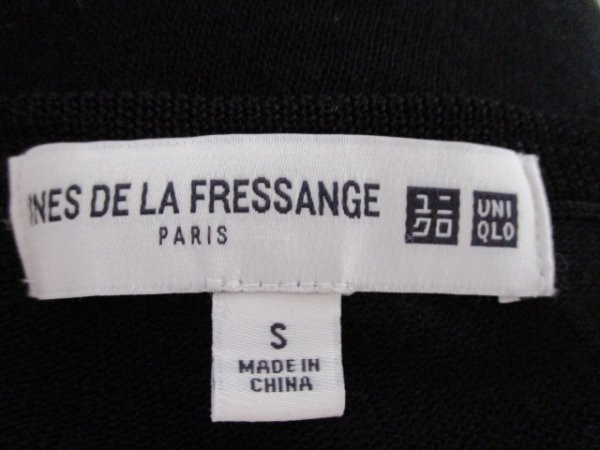 INES DE LA FRESSANGE
PARIS
ユニ
クロ
UNI
QLO
S
MADE IN
CHINA